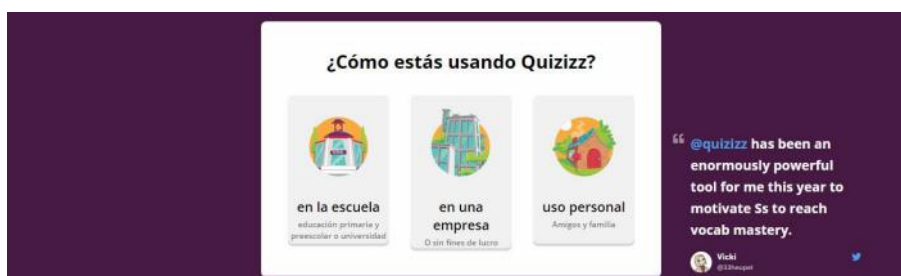 ¿Cómo estás usando Quizizz?
en la escuela
educación primaria y
preescolar o universidad
en una
empresa
O sin fines de lucro
uso personal
Amigos y familia
“ @quizizz has been an
enormously powerful
tool for me this year to
motivate Ss to reach
vocab mastery.
Vicki